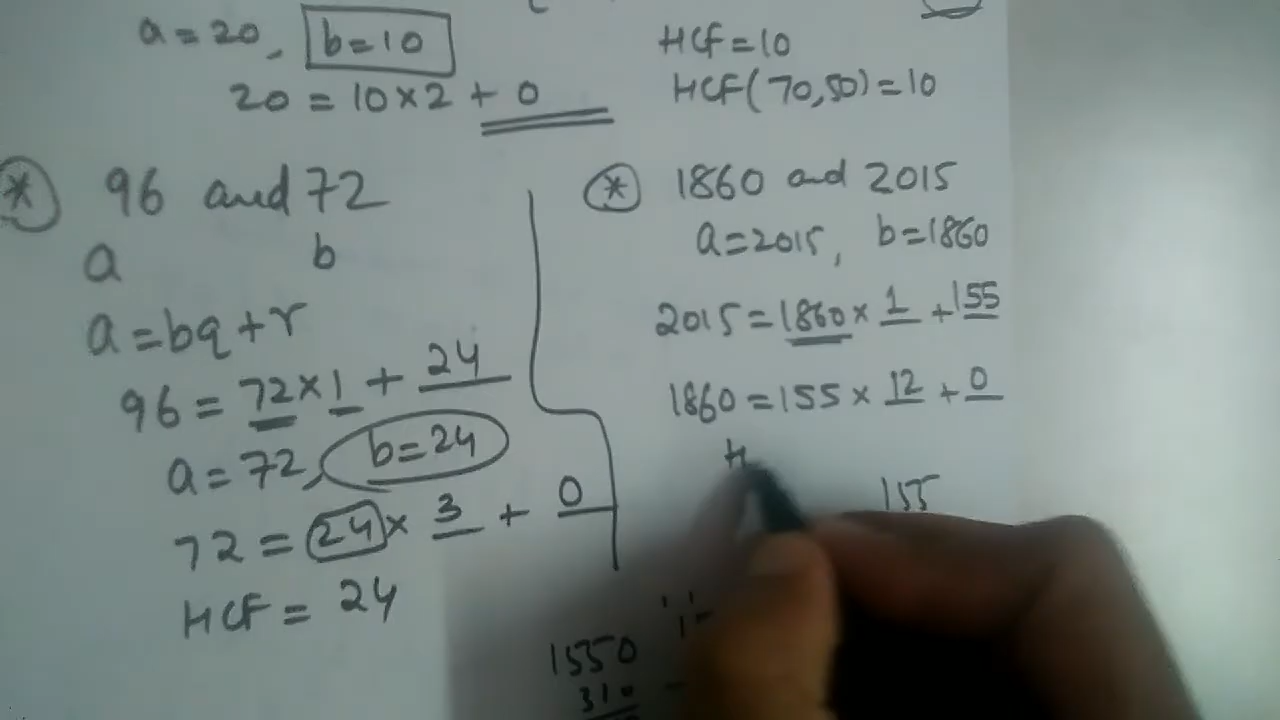 a = 20, b = 10
20 = 10 × 2 + 0
HCF = 10
HCF(70,50) = 10
* 96 and 72
a b
a = bq + r
96 = 72 × 1 + 24
a = 72, b = 24
72 = 24 × 3 + 0
HCF = 24
* 1860 and 2015
a = 2015, b = 1860
2015 = 1860 × 1 + 155
1860 = 155 × 12 + 0
H
155
1550
310